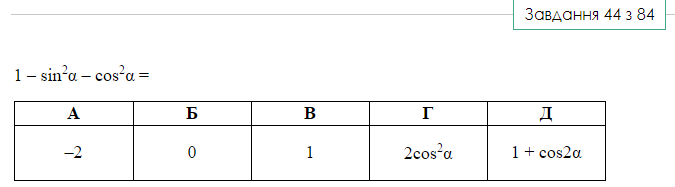 Завдання 44 з 84
1 – sin²α – cos²α =
А Б В Г Д
–2 0 1 2cos²α 1 + cos2α